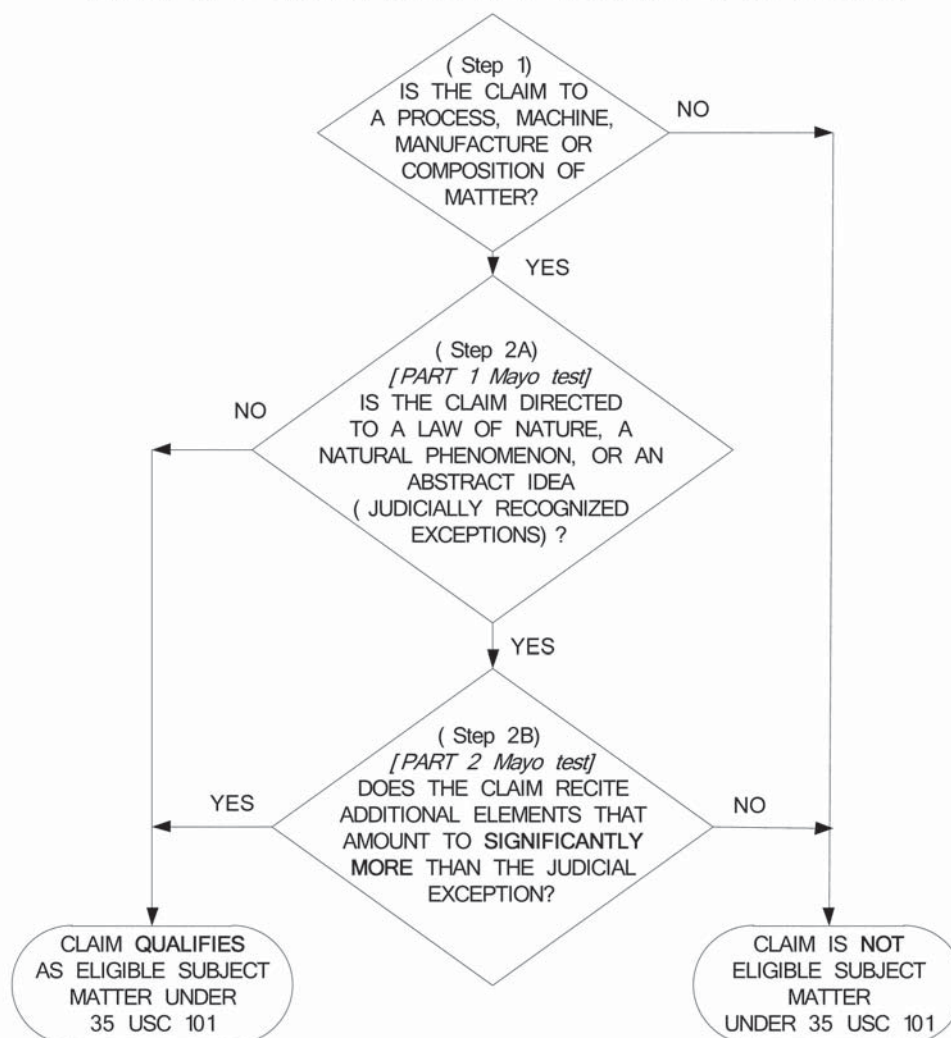 ( Step 1)
IS THE CLAIM TO
A PROCESS, MACHINE,
MANUFACTURE OR
COMPOSITION OF
MATTER?
NO
YES
( Step 2A)
[PART 1 Mayo test]
IS THE CLAIM DIRECTED
TO A LAW OF NATURE, A
NATURAL PHENOMENON, OR AN
ABSTRACT IDEA
( JUDICIALLY RECOGNIZED
EXCEPTIONS) ?
NO
YES
( Step 2B)
[PART 2 Mayo test]
DOES THE CLAIM RECITE
ADDITIONAL ELEMENTS THAT
AMOUNT TO SIGNIFICANTLY
MORE THAN THE JUDICIAL
EXCEPTION?
YES
NO
CLAIM QUALIFIES
AS ELIGIBLE SUBJECT
MATTER UNDER
35 USC 101
CLAIM IS NOT
ELIGIBLE SUBJECT
MATTER
UNDER 35 USC 101